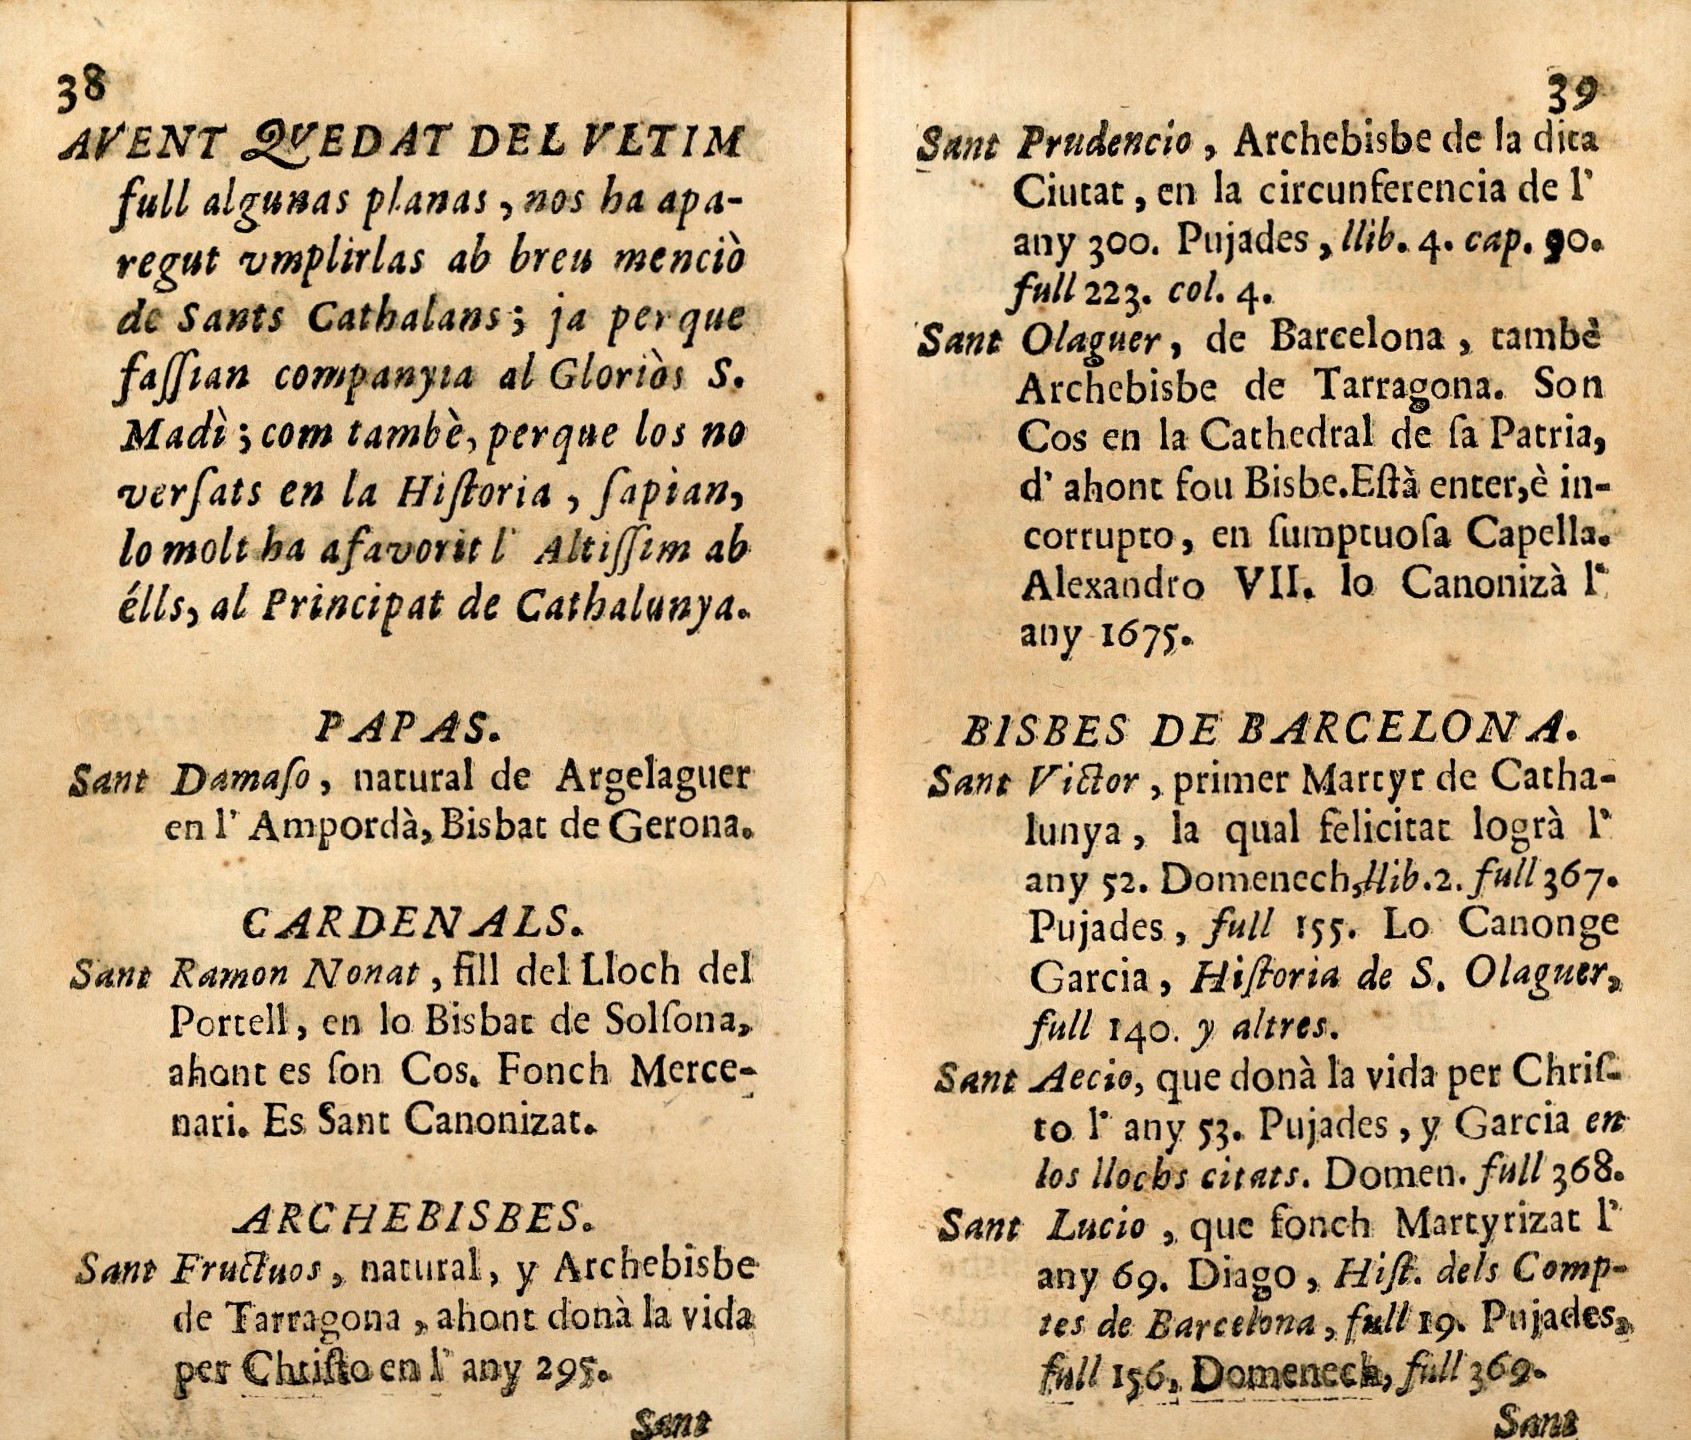 38
AVENT QVEDAT DEL VLTIM
full algunas planas, nos ha apa-
regut vmplirlas ab breu menciò
de Sants Cathalans; ja perque
faſſian companyia al Gloriòs S.
Madì; com tambè, perque los no
verſats en la Hiſtoria, ſapìan,
lo molt ha afavorit l' Altiſſim ab
élls, al Principat de Cathalunya.
PAPAS.
Sant Damaſo, natural de Argelaguer
en l' Ampordà, Bisbat de Gerona.
CARDENALS.
Sant Ramon Nonat, fill del Lloch del
Portell, en lo Bisbat de Solſona,
ahont es ſon Cos. Fonch Merce-
nari. Es Sant Canonizat.
ARCHEBISBES.
Sant Fructuos, natural, y Archebisbe
de Tarragona, ahont donà la vida
per Chriſto en l' any 295.
Sant
39
Sant Prudencio, Archebisbe de la dita
Ciutat, en la circunferencia de l'
any 300. Pujades, llib. 4. cap. 90.
full 223. col. 4.
Sant Olaguer, de Barcelona, tambè
Archebisbe de Tarragona. Son
Cos en la Cathedral de ſa Patria,
d' ahont fou Bisbe. Eſtà enter, è in-
corrupto, en ſumptuoſa Capella.
Alexandro VII. lo Canonizà l'
any 1675.
BISBES DE BARCELONA.
Sant Victor, primer Martyr de Catha-
lunya, la qual felicitat logrà l'
any 52. Domenech, llib. 2. full 367.
Pujades, full 155. Lo Canonge
Garcia, Hiſtoria de S. Olaguer,
full 140. y altres.
Sant Aecio, que donà la vida per Chriſ-
to l' any 53. Pujades, y Garcia en
los llochs citats. Domen. full 368.
Sant Lucio, que fonch Martyrizat l'
any 69. Diago, Hiſt. dels Comp-
tes de Barcelona, full 19. Pujades,
full 156. Domenech, full 369.
Sant